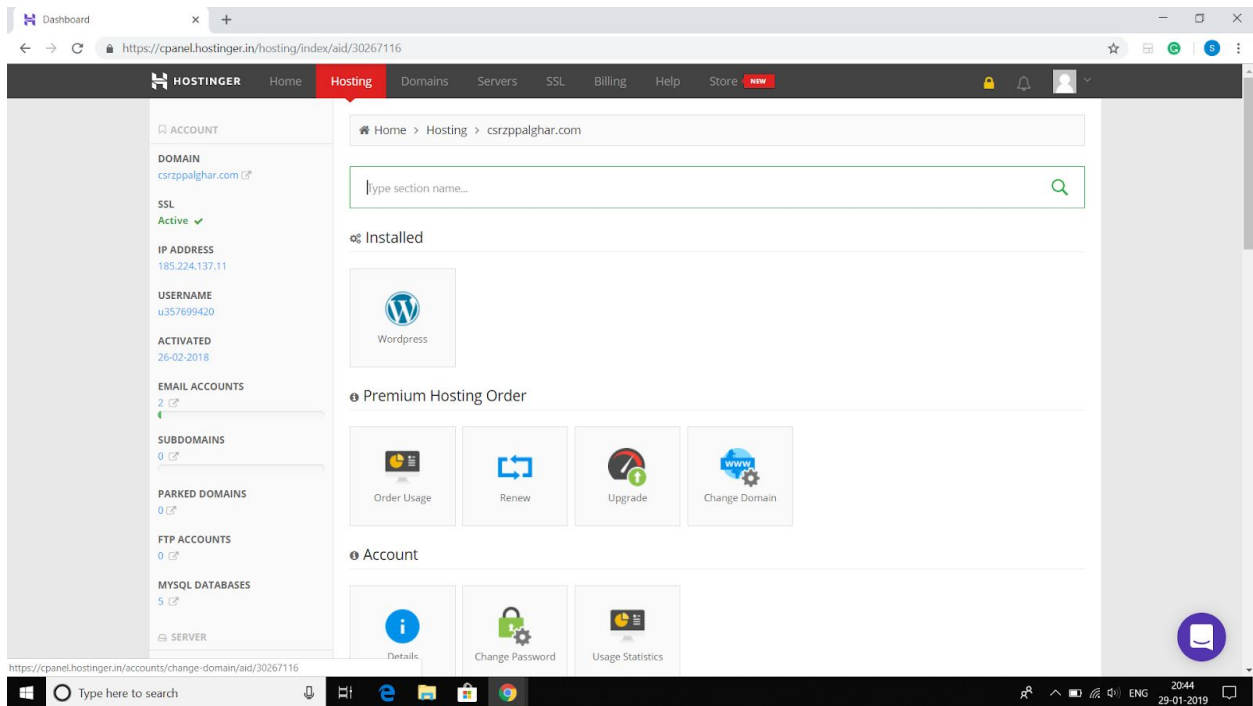 Dashboard
https://cpanel.hostinger.in/hosting/index/aid/30267116
S
HOSTINGER Home Hosting Domains Servers SSL Billing Help Store NEW
ACCOUNT
DOMAIN
csrzppalghar.com
SSL
Active
IP ADDRESS
185.224.137.11
USERNAME
u357699420
ACTIVATED
26-02-2018
EMAIL ACCOUNTS
2
SUBDOMAINS
0
PARKED DOMAINS
0
FTP ACCOUNTS
0
MYSQL DATABASES
5
SERVER
Home > Hosting > csrzppalghar.com
Type section name...
Installed
Wordpress
Premium Hosting Order
Order Usage Renew Upgrade www Change Domain
Account
Details Change Password Usage Statistics
https://cpanel.hostinger.in/accounts/change-domain/aid/30267116
Type here to search
ENG
20:44
29-01-2019